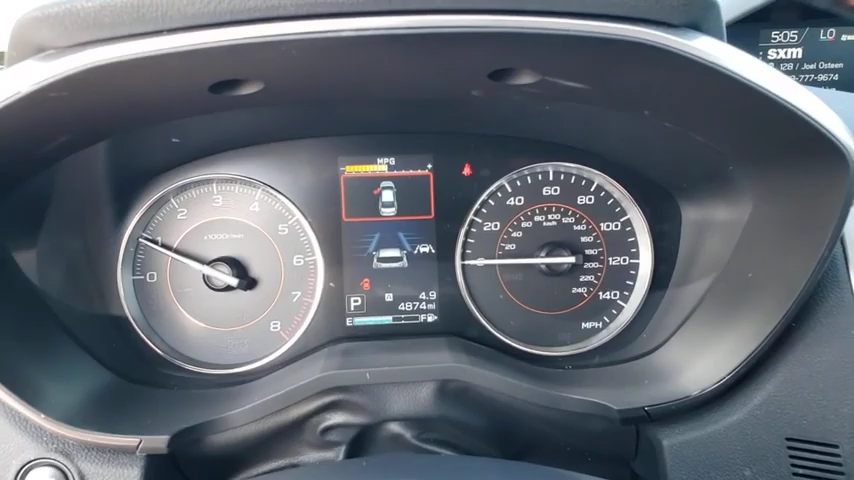 5:05 LO
sxm
128 / Joel Osteen
-777-9674
MPG
- +
x1000r/min
0 1 2 3 4 5 6 7 8
P
A
4.9
4874mi
E F
0 20 40 60 80 100 120 140
MPH
20 40 60 80 100 120 140 160 180 200 220 240
km/h